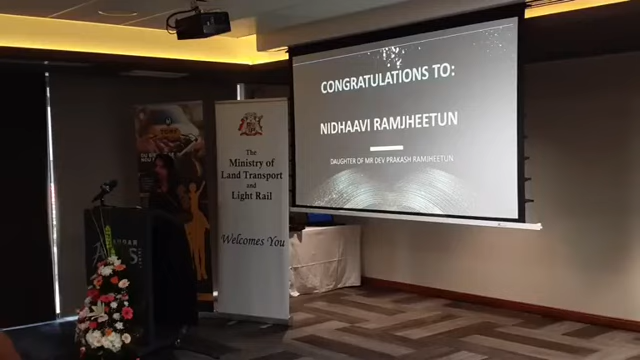 CONGRATULATIONS TO:
NIDHAAVI RAMJHEETUN
DAUGHTER OF MR DEV PRAKASH RAMJHEETUN
The
Ministry of
Land Transport
and
Light Rail
Welcomes You